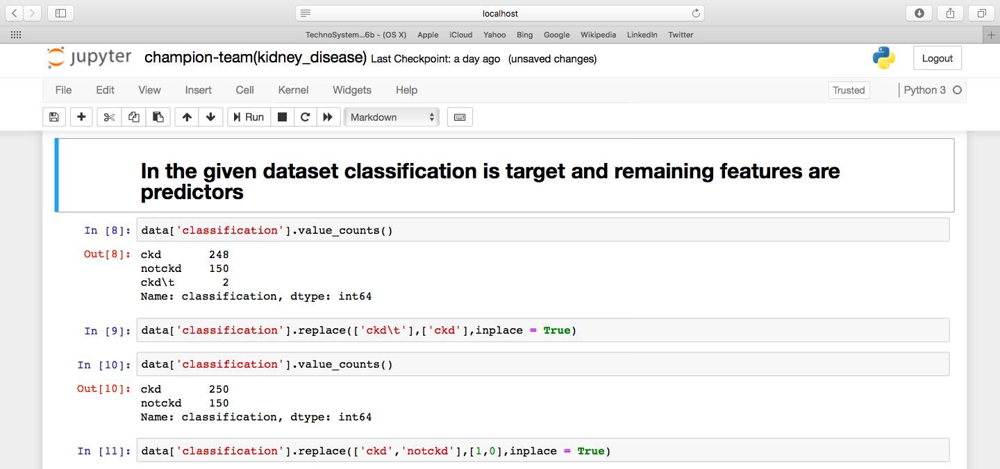 localhost
TechnoSystem...6b - (OS X) Apple iCloud Yahoo Bing Google Wikipedia LinkedIn Twitter
jupyter champion-team(kidney_disease) Last Checkpoint: a day ago (unsaved changes) Logout
File Edit View Insert Cell Kernel Widgets Help Trusted Python 3
Run Markdown
In the given dataset classification is target and remaining features are
predictors
In [8]: data['classification'].value_counts()
Out[8]: ckd 248
notckd 150
ckd\t 2
Name: classification, dtype: int64
In [9]: data['classification'].replace(['ckd\t'],['ckd'],inplace = True)
In [10]: data['classification'].value_counts()
Out[10]: ckd 250
notckd 150
Name: classification, dtype: int64
In [11]: data['classification'].replace(['ckd','notckd'],[1,0],inplace = True)